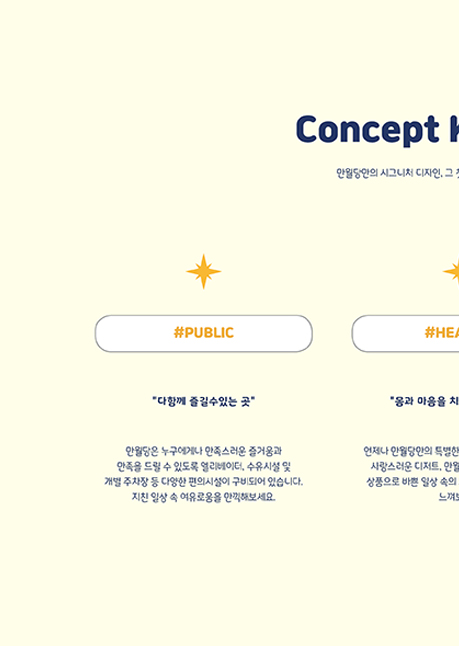 Concept
만월당만의 시그니처 디자인, 그
#PUBLIC
"다함께 즐길수있는 곳"
만월당은 누구에게나 만족스러운 즐거움과
만족을 드릴 수 있도록 엘리베이터, 수유시설 및
개별 주차장 등 다양한 편의시설이 구비되어 있습니다.
지친 일상 속 여유로움을 만끽해보세요.
#HEA
"몸과 마음을 치
언제나 만월당만의 특별한
사랑스러운 디저트, 만월
상품으로 바쁜 일상 속의
느껴보